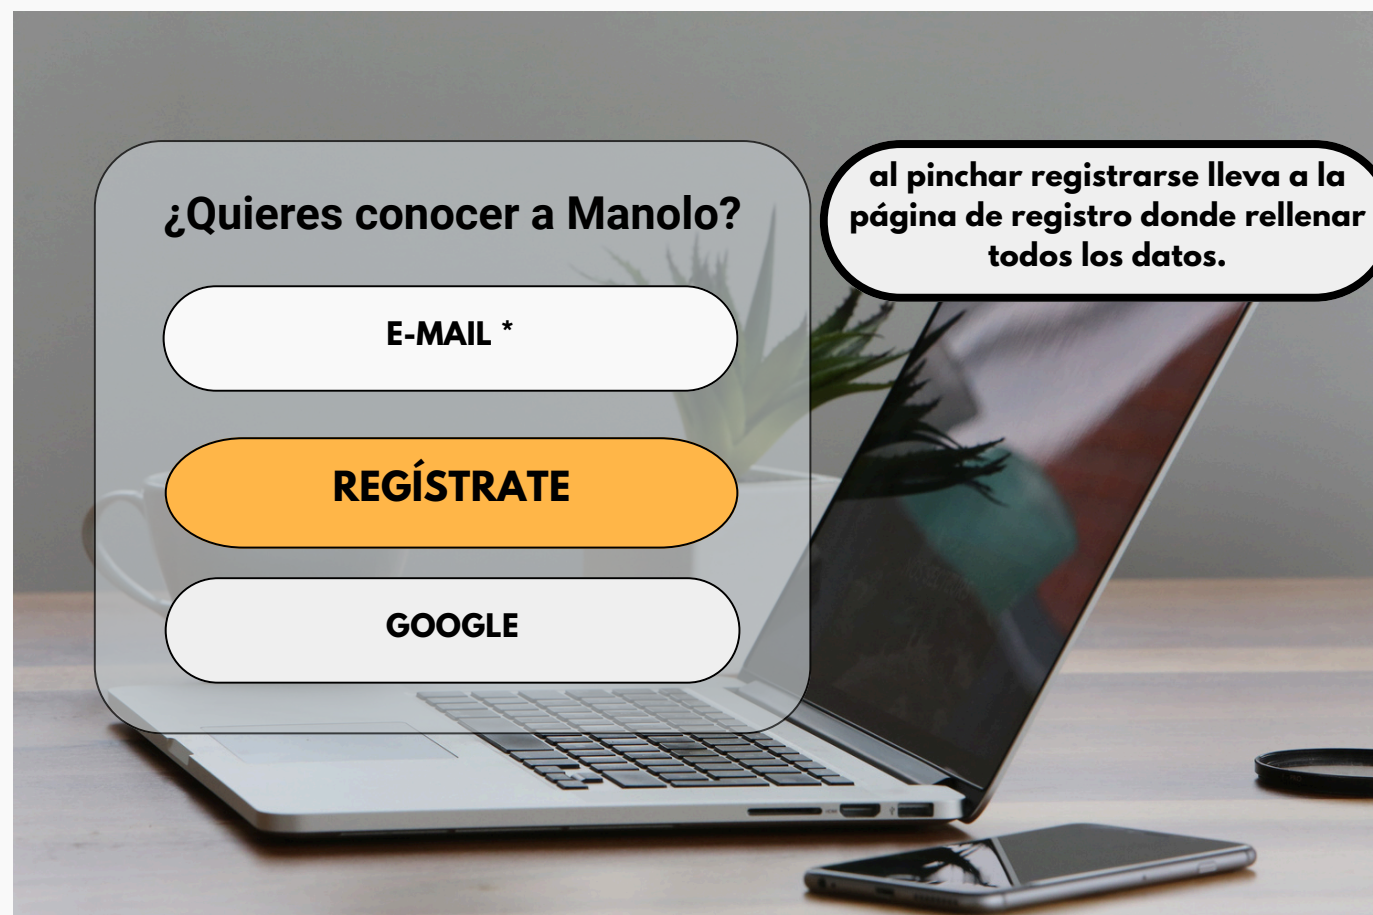 ¿Quieres conocer a Manolo?
E-MAIL *
REGÍSTRATE
GOOGLE
al pinchar registrarse lleva a la
página de registro donde rellenar
todos los datos.